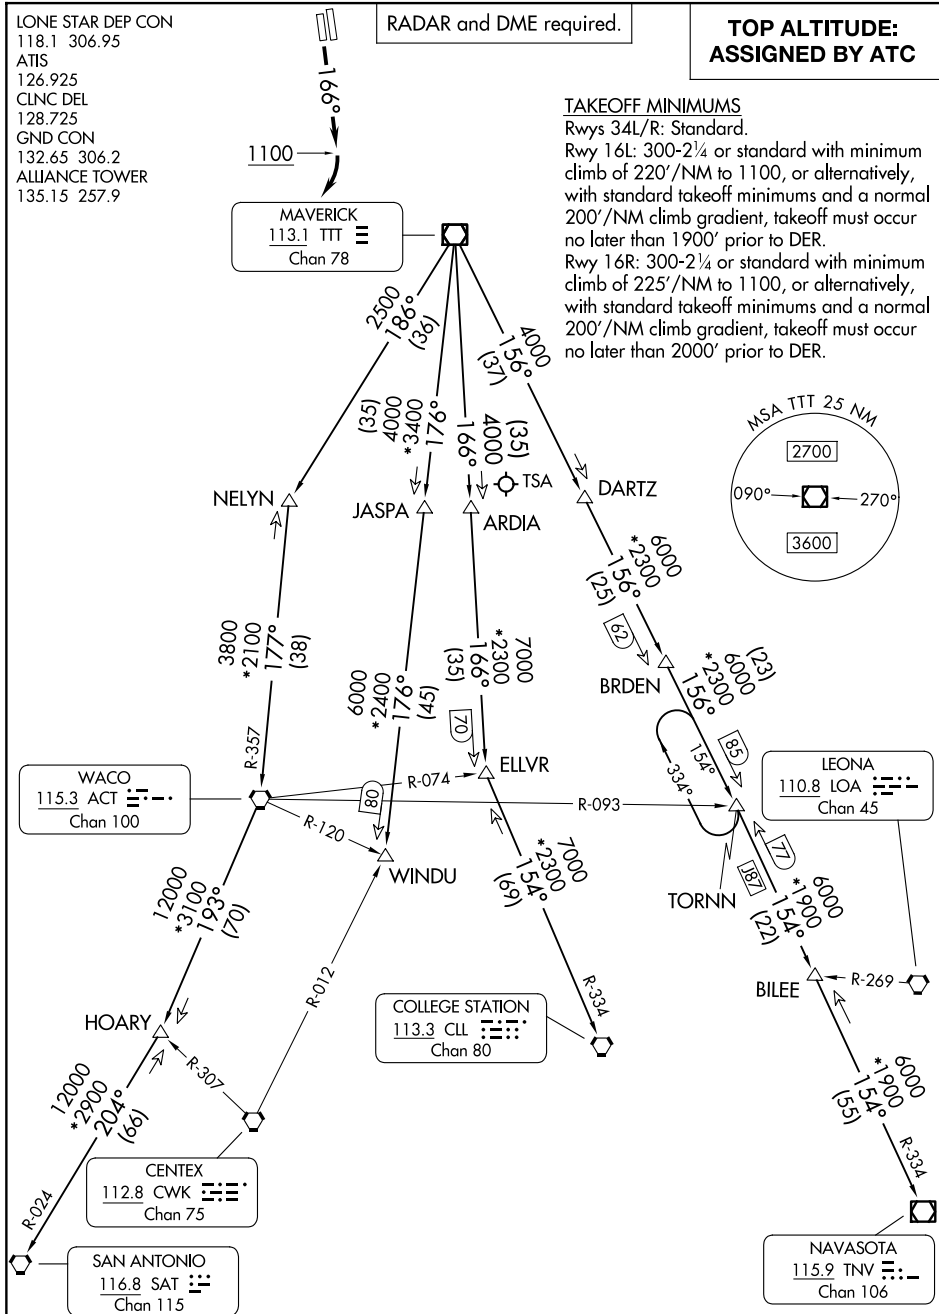 LONE STAR DEP CON
118.1 306.95
ATIS
126.925
CLNC DEL
128.725
GND CON
132.65 306.2
ALLIANCE TOWER
135.15 257.9
RADAR and DME required.
TOP ALTITUDE:
ASSIGNED BY ATC
TAKEOFF MINIMUMS
Rwys 34L/R: Standard.
Rwy 16L: 300-2¼ or standard with minimum
climb of 220'/NM to 1100, or alternatively,
with standard takeoff minimums and a normal
200'/NM climb gradient, takeoff must occur
no later than 1900' prior to DER.
Rwy 16R: 300-2¼ or standard with minimum
climb of 225'/NM to 1100, or alternatively,
with standard takeoff minimums and a normal
200'/NM climb gradient, takeoff must occur
no later than 2000' prior to DER.
166°
1100
MAVERICK
113.1 TTT
Chan 78
2500
186°
(36)
(35)
4000
*3400
176°
166°
4000
(35)
4000
156°
(37)
MSA TTT 25 NM
2700
090°
270°
3600
TSA
NELYN
JASPA
ARDIA
DARTZ
3800
*2100
177°
(38)
6000
*2400
176°
(45)
7000
*2300
166°
(35)
6000
*2300
156°
(25)
62
BRDEN
(23)
6000
*2300
156°
70
85
154°
334°
R-357
WACO
115.3 ACT
Chan 100
R-074
ELLVR
R-093
R-120
80
WINDU
LEONA
110.8 LOA
Chan 45
TORNN
77
J87
6000
*1900
154°
(22)
12000
*3100
193°
(70)
7000
*2300
154°
(69)
R-012
R-334
COLLEGE STATION
113.3 CLL
Chan 80
BILEE
R-269
HOARY
R-307
12000
*2900
204°
(66)
R-024
CENTEX
112.8 CWK
Chan 75
6000
*1900
154°
(55)
R-334
SAN ANTONIO
116.8 SAT
Chan 115
NAVASOTA
115.9 TNV
Chan 106